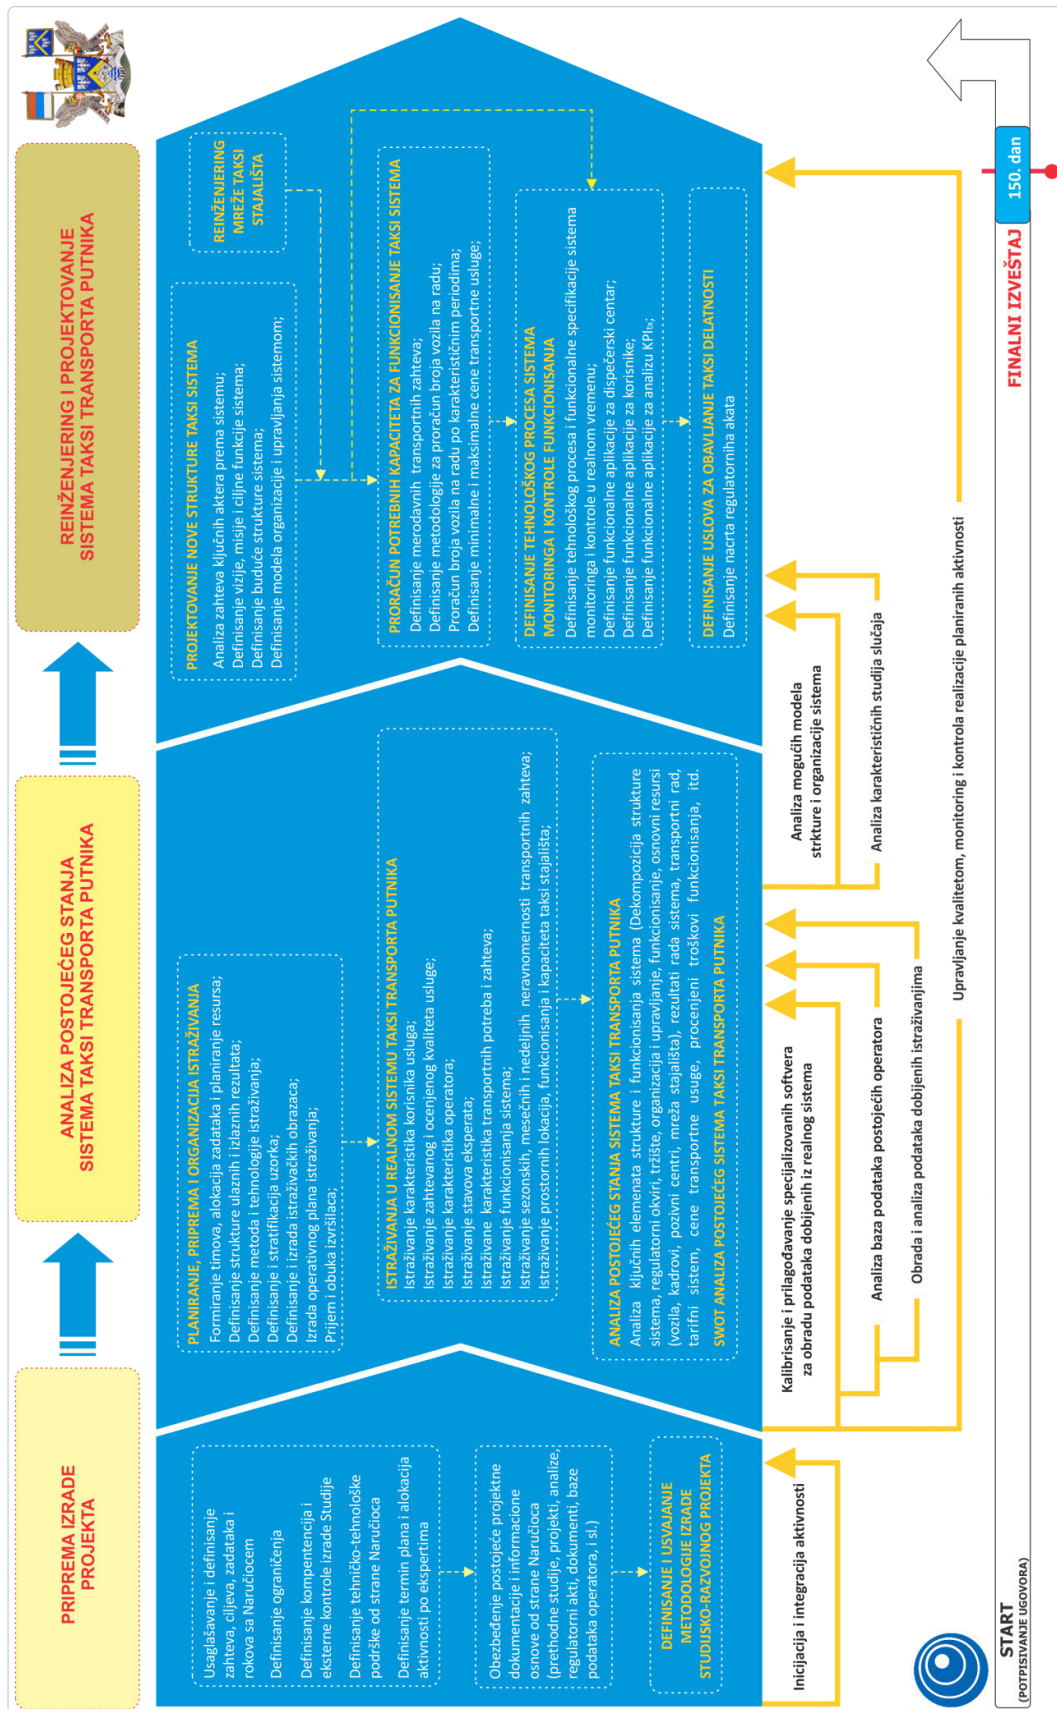 PRIPREMA IZRADE
PROJEKTA
ANALIZA POSTOJEĆEG STANJA
SISTEMA TAKSI TRANSPORTA PUTNIKA
REINŽENJERING I PROJEKTOVANJE
SISTEMA TAKSI TRANSPORTA PUTNIKA
Usaglašavanje i definisanje
zahteva, ciljeva, zadataka i
rokova sa Naručiocem
Definisanje ograničenja
Definisanje kompentencija i
eksterne kontrole izrade Studije
Definisanje tehničko-tehnološke
podrške od strane Naručioca
Definisanje termin plana i alokacija
aktivnosti po ekspertima
Obezbeđenje postojeće projektne
dokumentacije i informacione
osnove od strane Naručioca
(prethodne studije, projekti, analize,
regulatorni akti, dokumenti, baze
podataka operatora, i sl.)
DEFINISANJE I USVAJANJE
METODOLOGIJE IZRADE
STUDIJSKO-RAZVOJNOG PROJEKTA
PLANIRANJE, PRIPREMA I ORGANIZACIJA ISTRAŽIVANJA
Formiranje timova, alokacija zadataka i planiranje resursa;
Definisanje strukture ulaznih i izlaznih rezultata;
Definisanje metoda i tehnologije istraživanja;
Definisanje i stratifikacija uzorka;
Definisanje i izrada istraživačkih obrazaca;
Izrada operativnog plana istraživanja;
Prijem i obuka izvršilaca;
ISTRAŽIVANJA U REALNOM SISTEMU TAKSI TRANSPORTA PUTNIKA
Istraživanje karakteristika korisnika usluga;
Istraživanje zahtevanog i ocenjenog kvaliteta usluge;
Istraživanje karakteristika operatora;
Istraživanje stavova eksperata;
Istraživane karakteristika transportnih potreba i zahteva;
Istraživanje funkcionisanja sistema;
Istraživanje sezonskih, mesečnih i nedeljnih neravnomernosti transportnih zahteva;
Istraživanje prostornih lokacija, funkcionisanja i kapaciteta taksi stajališta;
ANALIZA POSTOJEĆEG STANJA SISTEMA TAKSI TRANSPORTA PUTNIKA
Analiza ključnih elemenata strukture i funkcionisanja sistema (Dekompozicija strukture
sistema, regulatorni okviri, tržište, organizacija i upravljanje, funkcionisanje, osnovni resursi
(vozila, kadrovi, pozivni centri, mreža stajališta), rezultati rada sistema, transportni rad,
tarifni sistem, cene transportne usuge, procenjeni troškovi funkcionisanja, itd.
SWOT ANALIZA POSTOJEĆEG SISTEMA TAKSI TRANSPORTA PUTNIKA
PROJEKTOVANJE NOVE STRUKTURE TAKSI SISTEMA
Analiza zahteva ključnih aktera prema sistemu;
Definisanje vizije, misije i ciljne funkcije sistema;
Definisanje buduće strukture sistema;
Definisanje modela organizacije i upravljanja sistemom;
REINŽENJERING
MREŽE TAKSI
STAJALIŠTA
PRORAČUN POTREBNIH KAPACITETA ZA FUNKCIONISANJE TAKSI SISTEMA
Definisanje merodavnih transportnih zahteva;
Definisanje metodologije za proračun broja vozila na radu;
Proračun broja vozila na radu po karakterističnim periodima;
Definisanje minimalne i maksimalne cene transportne usluge;
DEFINISANJE TEHNOLOŠKOG PROCESA SISTEMA
MONITORINGA I KONTROLE FUNKCIONISANJA
Definisanje tehnološkog procesa i funkcionalne specifikacije sistema
monitoringa i kontrole u realnom vremenu;
Definisanje funkcionalne aplikacije za dispečerski centar;
Definisanje funkcionalne aplikacije za korisnike;
Definisanje funkcionalne aplikacije za analizu KPItx;
DEFINISANJE USLOVA ZA OBAVLJANJE TAKSI DELATNOSTI
Definisanje nacrta regulatorniha akata
Inicijacija i integracija aktivnosti
Kalibrisanje i prilagođavanje specijalizovanih softvera
za obradu podataka dobijenih iz realnog sistema
Analiza baza podataka postojećih operatora
Obrada i analiza podataka dobijenih istraživanjima
Analiza mogućih modela
strkture i organizacije sistema
Analiza karakterističnih studija slučaja
Upravljanje kvalitetom, monitoring i kontrola realizacije planiranih aktivnosti
START
(POTPISIVANJE UGOVORA)
FINALNI IZVEŠTAJ
150. dan